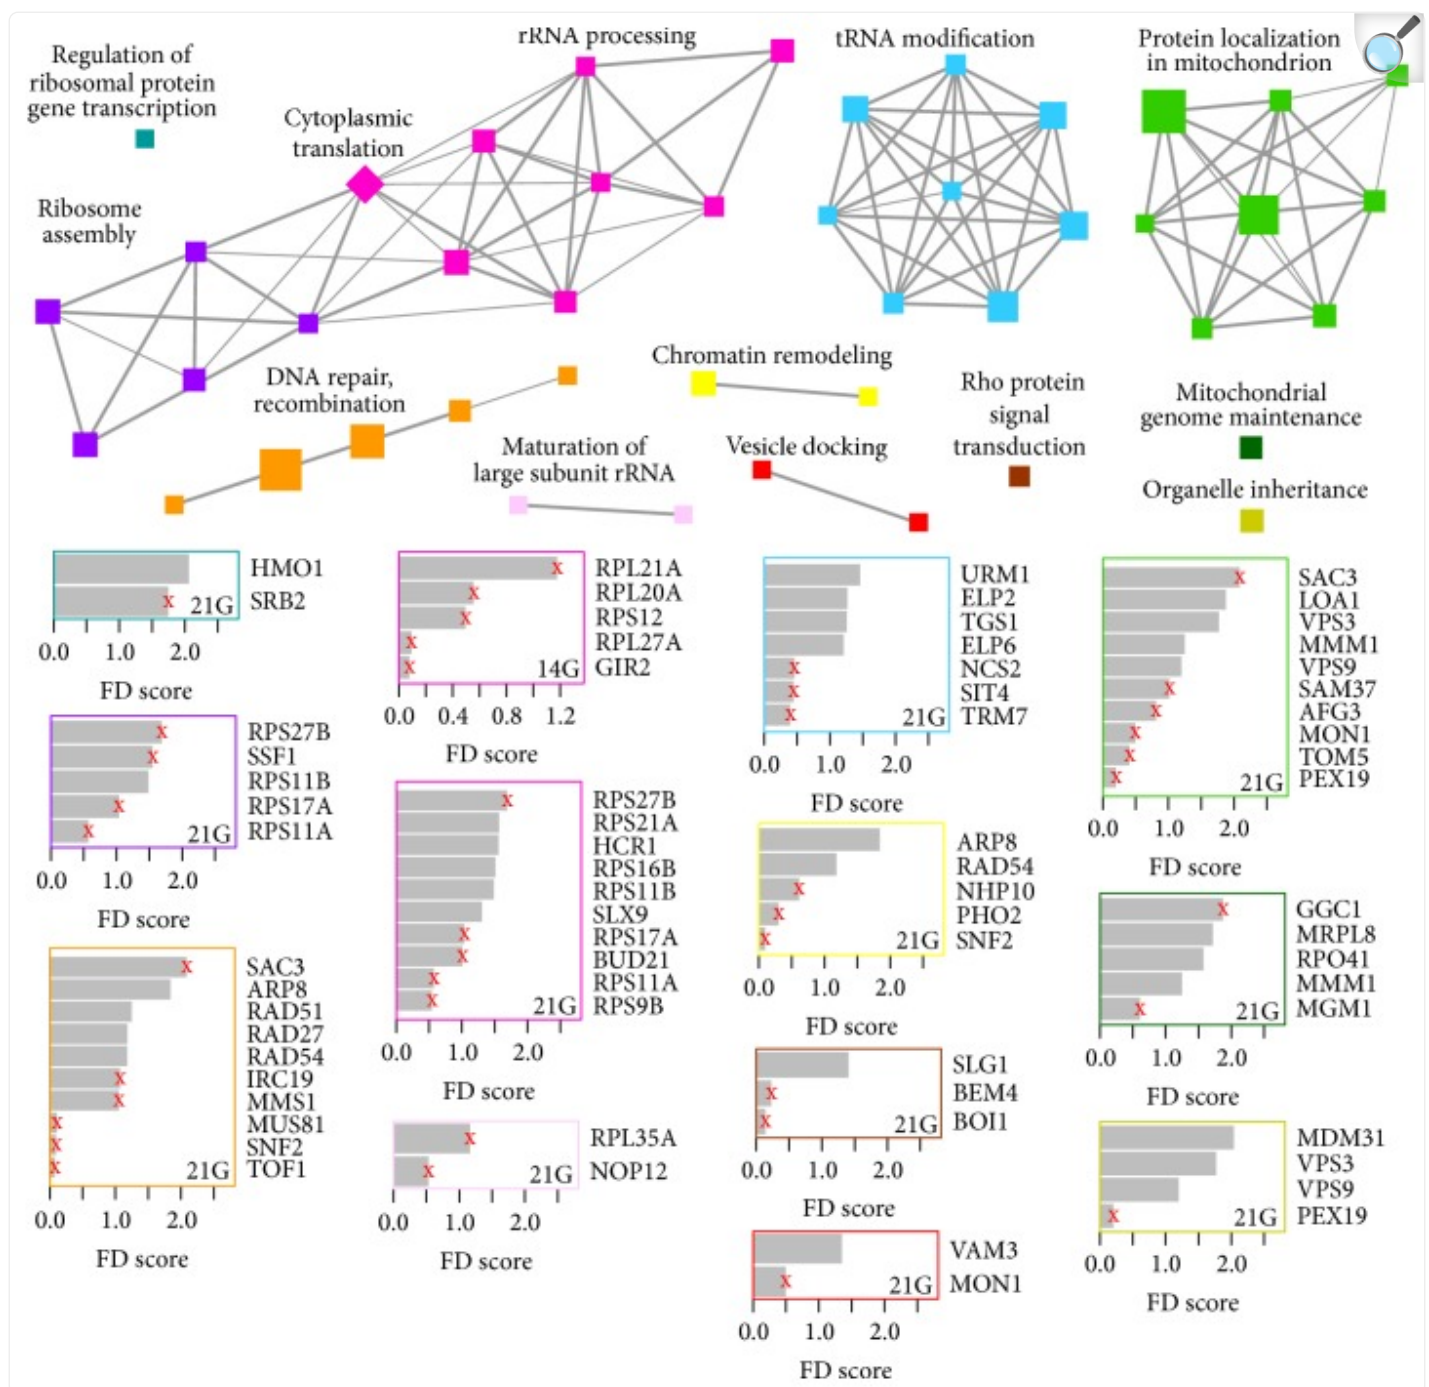 Regulation of
ribosomal protein
gene transcription
Cytoplasmic
translation
rRNA processing
tRNA modification
Protein localization
in mitochondrion
Ribosome
assembly
DNA repair,
recombination
Chromatin remodeling
Maturation of
large subunit rRNA
Vesicle docking
Rho protein
signal
transduction
Mitochondrial
genome maintenance
Organelle inheritance
HMO1
x 21G SRB2
0.0 1.0 2.0
FD score
x RPS27B
x SSF1
RPS11B
x RPS17A
x 21G RPS11A
0.0 1.0 2.0
FD score
x SAC3
ARP8
RAD51
RAD27
RAD54
x IRC19
x MMS1
x MUS81
x SNF2
x 21G TOF1
0.0 1.0 2.0
FD score
x RPL21A
x RPL20A
x RPS12
x RPL27A
x 14G GIR2
0.0 0.4 0.8 1.2
FD score
x RPS27B
RPS21A
HCR1
RPS16B
RPS11B
SLX9
x RPS17A
x BUD21
x RPS11A
x 21G RPS9B
0.0 1.0 2.0
FD score
x RPL35A
x 21G NOP12
0.0 1.0 2.0
FD score
URM1
ELP2
TGS1
ELP6
x NCS2
x SIT4
x 21G TRM7
0.0 1.0 2.0
FD score
ARP8
RAD54
x NHP10
x PHO2
x 21G SNF2
0.0 1.0 2.0
FD score
SLG1
x BEM4
x 21G BOI1
0.0 1.0 2.0
FD score
VAM3
x 21G MON1
0.0 1.0 2.0
FD score
x SAC3
LOA1
VPS3
MMM1
VPS9
x SAM37
x AFG3
x MON1
x TOM5
x 21G PEX19
0.0 1.0 2.0
FD score
x GGC1
MRPL8
RPO41
MMM1
x 21G MGM1
0.0 1.0 2.0
FD score
MDM31
VPS3
VPS9
x 21G PEX19
0.0 1.0 2.0
FD score